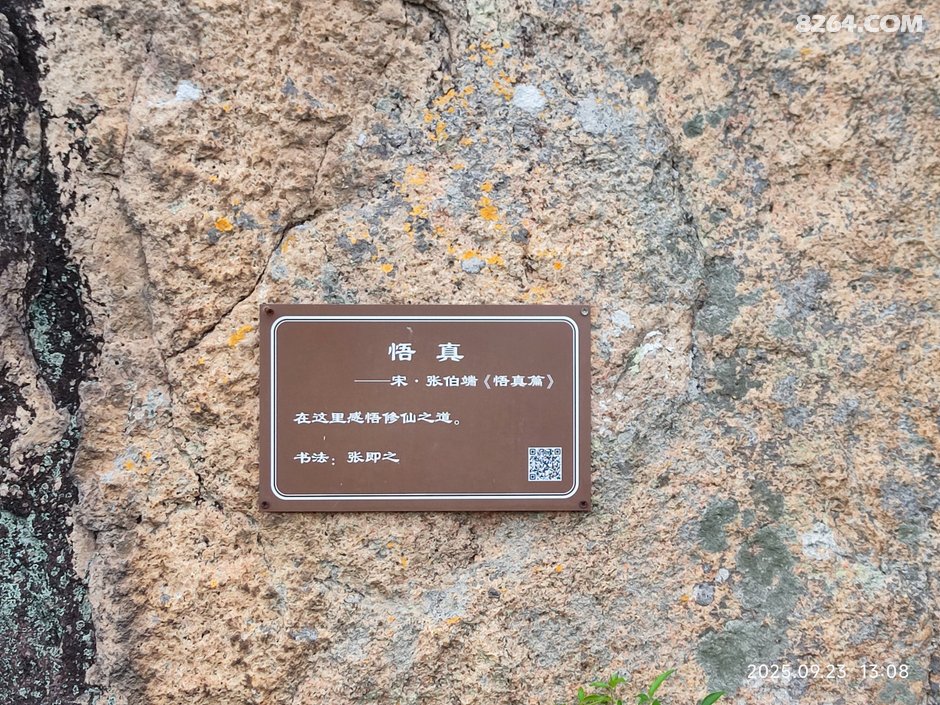 8264.COM
悟 真
——宋·张伯端《悟真篇》
在这里感悟修仙之道。
书法：张即之
2025.09.23 13:08